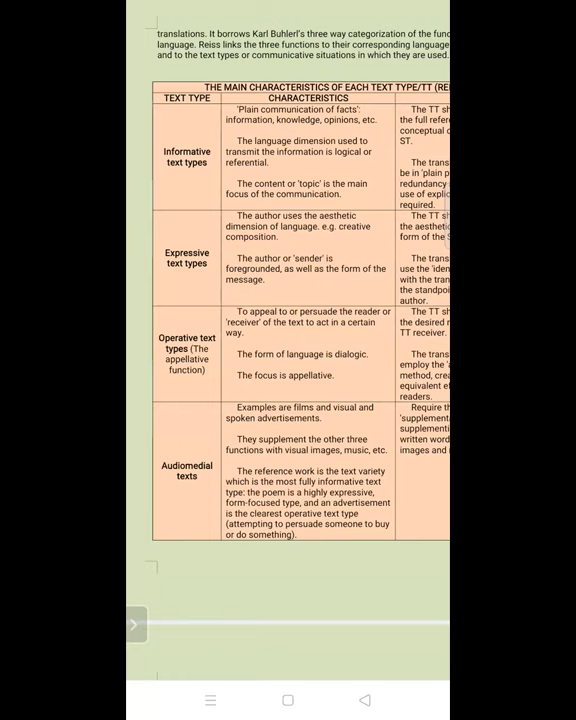 translations. It borrows Karl Buhlerl's three way categorization of the func
language. Reiss links the three functions to their corresponding language
and to the text types or communicative situations in which they are used.
THE MAIN CHARACTERISTICS OF EACH TEXT TYPE/TT (REI
TEXT TYPE
CHARACTERISTICS
Informative
text types
'Plain communication of facts':
information, knowledge, opinions, etc.
The language dimension used to
transmit the information is logical or
referential.
The content or 'topic' is the main
focus of the communication.
The TT sh
the full refer
conceptual c
ST.
The trans
be in 'plain p
redundancy
use of explic
required.
Expressive
text types
The author uses the aesthetic
dimension of language. e.g. creative
composition.
The author or 'sender' is
foregrounded, as well as the form of the
message.
The TT sh
the aesthetic
form of the S
The trans
use the 'iden
with the tran
the standpoi
author.
Operative text
types (The
appellative
function)
To appeal to or persuade the reader or
'receiver' of the text to act in a certain
way.
The form of language is dialogic.
The focus is appellative.
The TT sh
the desired r
TT receiver.
The trans
employ the 'a
method, crea
equivalent ef
readers.
Audiomedial
texts
Examples are films and visual and
spoken advertisements.
They supplement the other three
functions with visual images, music, etc.
The reference work is the text variety
which is the most fully informative text
type: the poem is a highly expressive,
form-focused type, and an advertisement
is the clearest operative text type
(attempting to persuade someone to buy
or do something).
Require th
'supplementa
supplementi
written word
images and